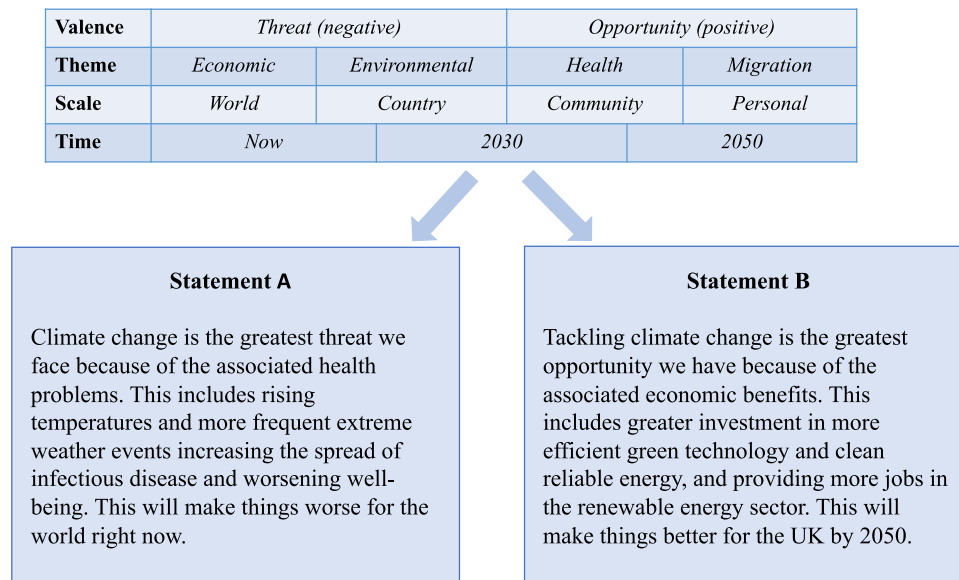 Valence Threat (negative) Opportunity (positive)
Theme Economic Environmental Health Migration
Scale World Country Community Personal
Time Now 2030 2050
Statement A
Climate change is the greatest threat we
face because of the associated health
problems. This includes rising
temperatures and more frequent extreme
weather events increasing the spread of
infectious disease and worsening well-
being. This will make things worse for the
world right now.
Statement B
Tackling climate change is the greatest
opportunity we have because of the
associated economic benefits. This
includes greater investment in more
efficient green technology and clean
reliable energy, and providing more jobs in
the renewable energy sector. This will
make things better for the UK by 2050.